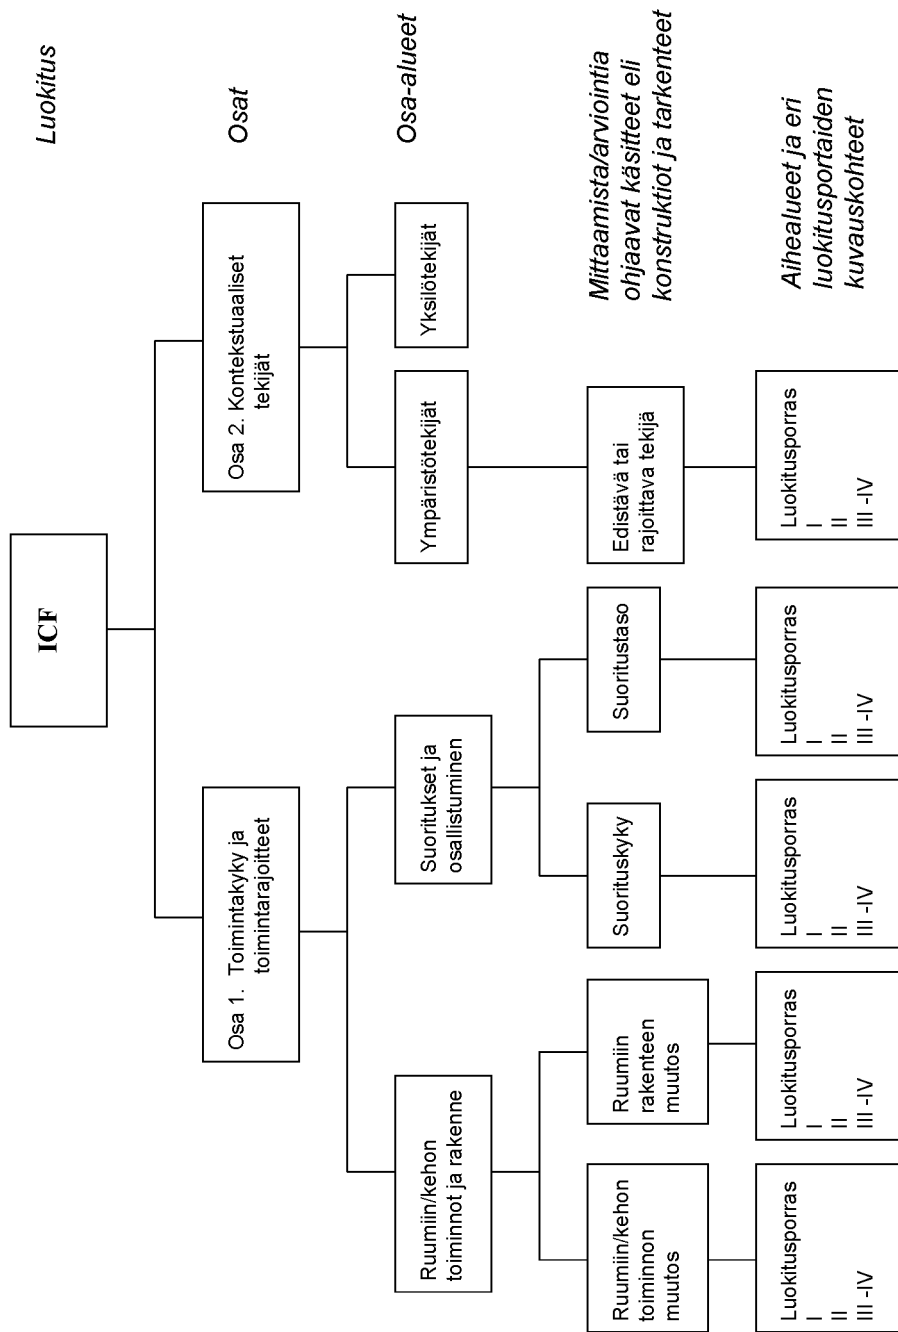 ICF
Luokitus
Osa 1. Toimintakyky ja
toimintarajoitteet
Osa 2. Kontekstuaaliset
tekijät
Osat
Ruumiin/kehon
toiminnot ja rakenne
Suoritukset ja
osallistuminen
Ympäristötekijät
Yksilötekijät
Osa-alueet
Ruumiin/kehon
toiminnon
muutos
Ruumiin
rakenteen
muutos
Suorituskyky
Suoritustaso
Edistävä tai
rajoittava tekijä
Mittaamista/arviointia
ohjaavat käsitteet eli
konstruktiot ja tarkenteet
Luokitusporras
I
II
III -IV
Luokitusporras
I
II
III -IV
Luokitusporras
I
II
III -IV
Luokitusporras
I
II
III -IV
Luokitusporras
I
II
III -IV
Aihealueet ja eri
luokitusportaiden
kuvauskohteet